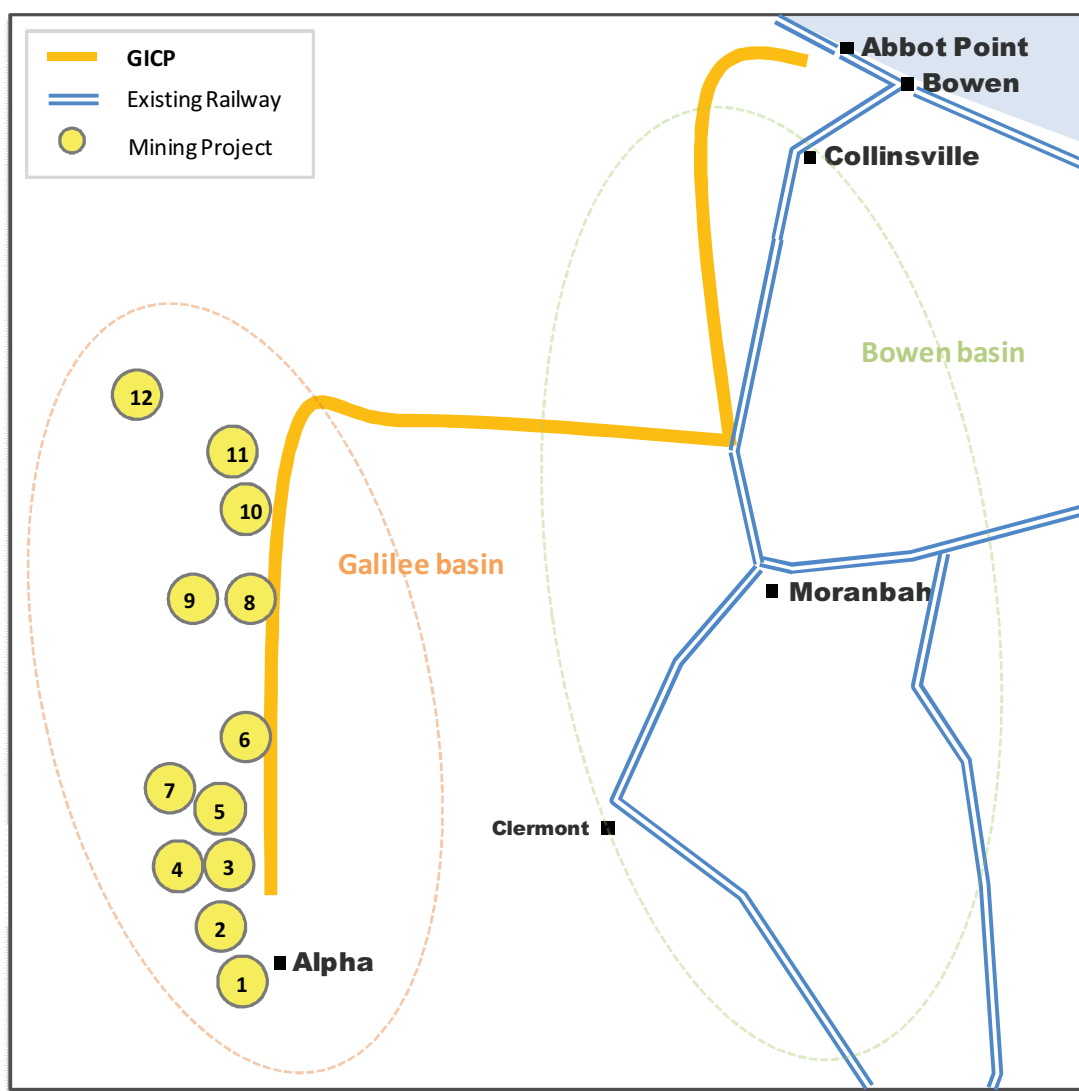 GICP
Existing Railway
Mining Project
Abbot Point
Bowen
Collinsville
Bowen basin
12
11
10
Galilee basin
9
8
Moranbah
6
7
5
Clermont
4
3
2
Alpha
1